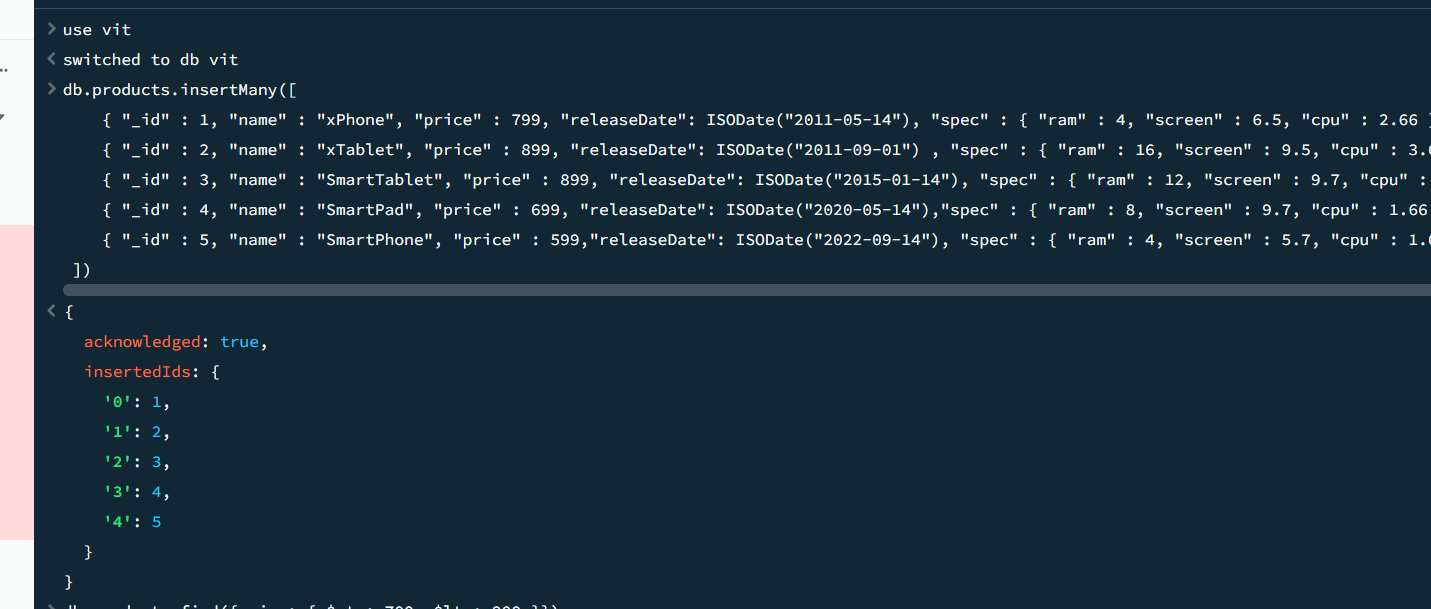 use vit
switched to db vit
db.products.insertMany([
{ "_id" : 1, "name" : "xPhone", "price" : 799, "releaseDate": ISODate("2011-05-14"), "spec" : { "ram" : 4, "screen" : 6.5, "cpu" : 2.66 }
{ "_id" : 2, "name" : "xTablet", "price" : 899, "releaseDate": ISODate("2011-09-01") , "spec" : { "ram" : 16, "screen" : 9.5, "cpu" : 3.
{ "_id" : 3, "name" : "SmartTablet", "price" : 899, "releaseDate": ISODate("2015-01-14"), "spec" : { "ram" : 12, "screen" : 9.7, "cpu" :
{ "_id" : 4, "name" : "SmartPad", "price" : 699, "releaseDate": ISODate("2020-05-14"),"spec" : { "ram" : 8, "screen" : 9.7, "cpu" : 1.66
{ "_id" : 5, "name" : "SmartPhone", "price" : 599,"releaseDate": ISODate("2022-09-14"), "spec" : { "ram" : 4, "screen" : 5.7, "cpu" : 1.
])
{
acknowledged: true,
insertedIds: {
'0': 1,
'1': 2,
'2': 3,
'3': 4,
'4': 5
}
}